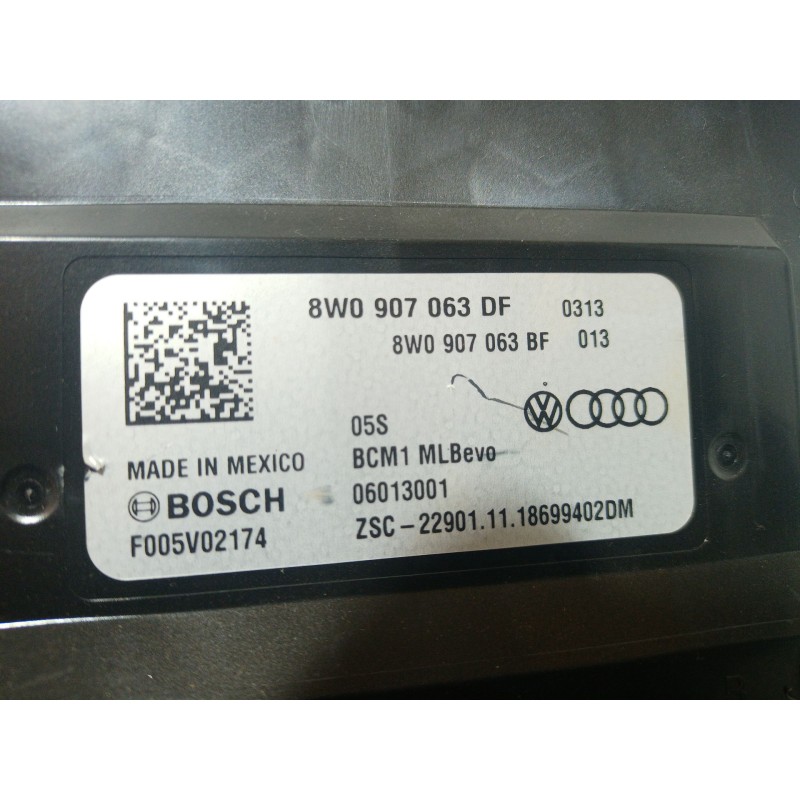 8W0 907 063 DF 0313
8W0 907 063 BF 013
05S
MADE IN MEXICO
BCM1 MLBevo
BOSCH
06013001
F005V02174
ZSC-22901.11.18699402DM